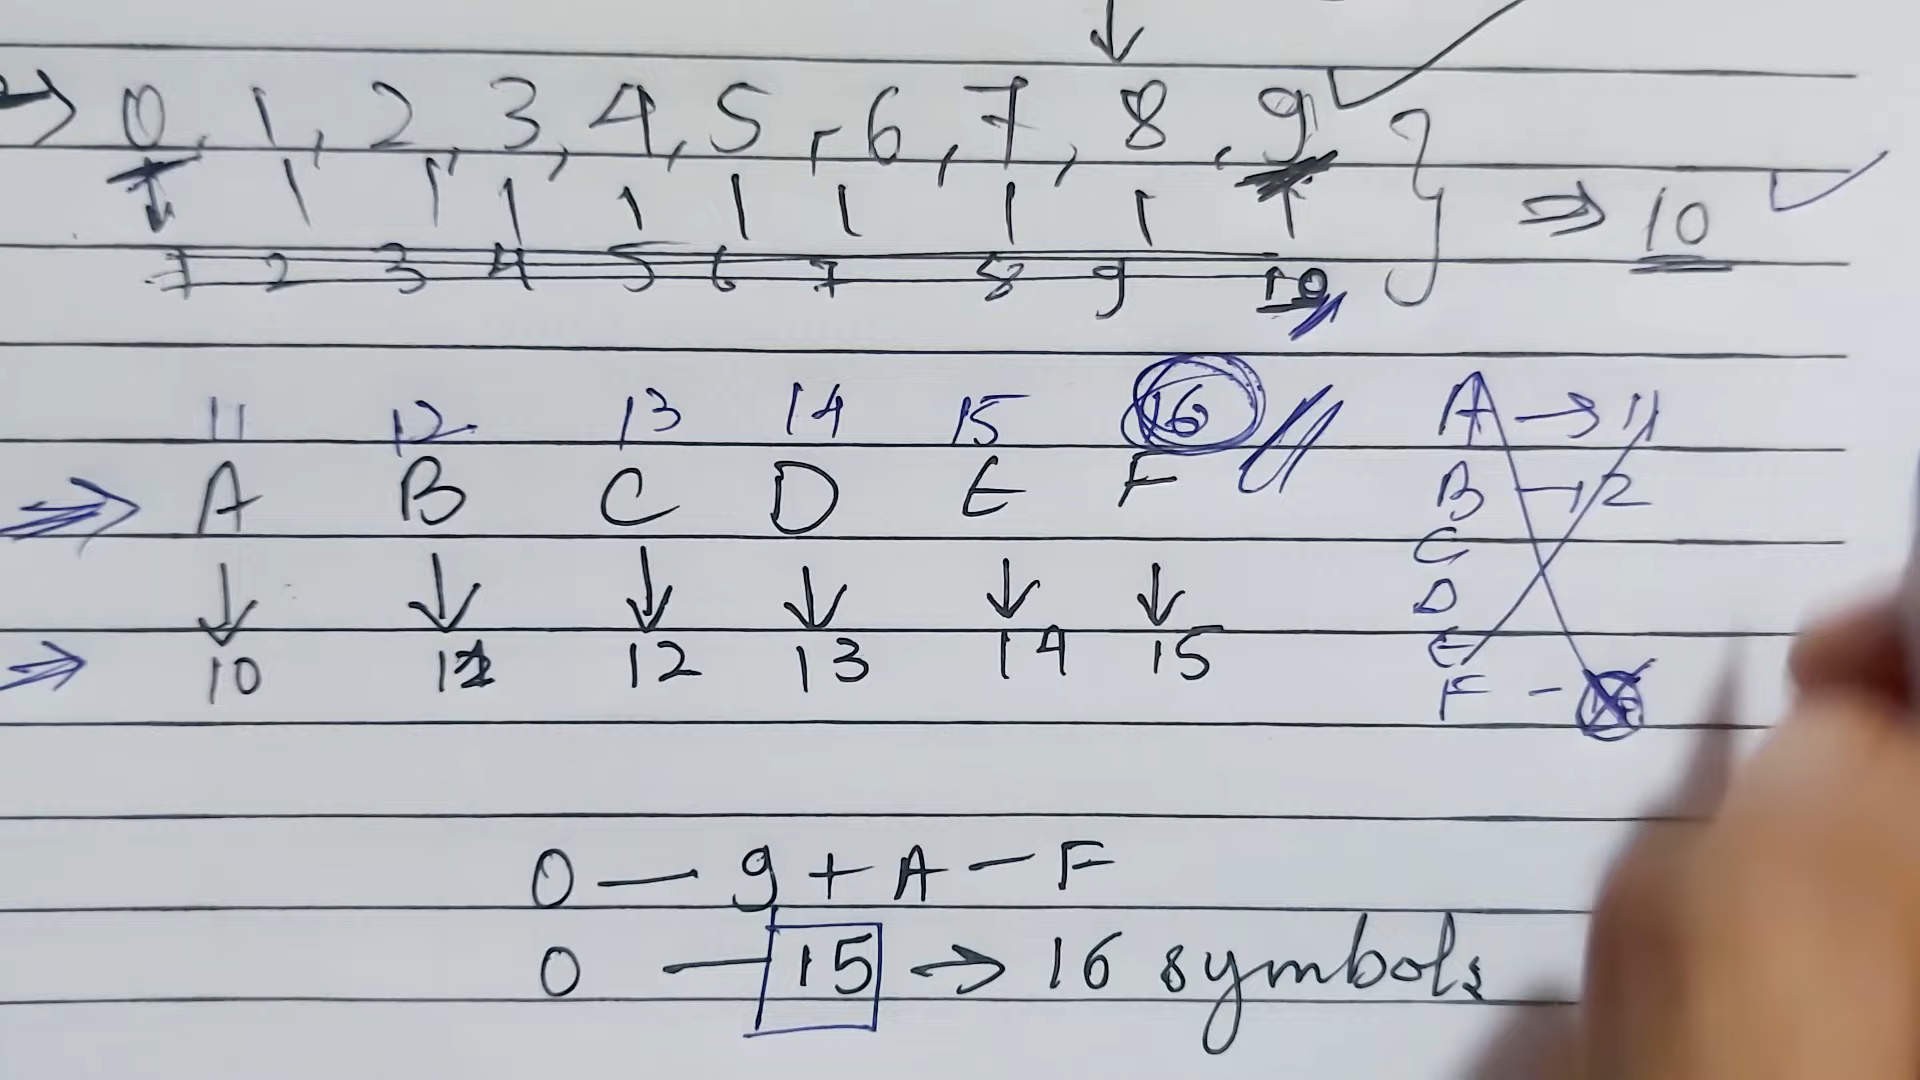 0, 1, 2, 3, 4, 5, 6, 7, 8, 9 } ⇒ 10
1 2 3 4 5 6 7 8 9 10
11 12 13 14 15 16
A B C D E F
10 11 12 13 14 15
A → 11
B - 12
C
D
E
F -
0 — 9 + A - F
0 — 15 → 16 symbols